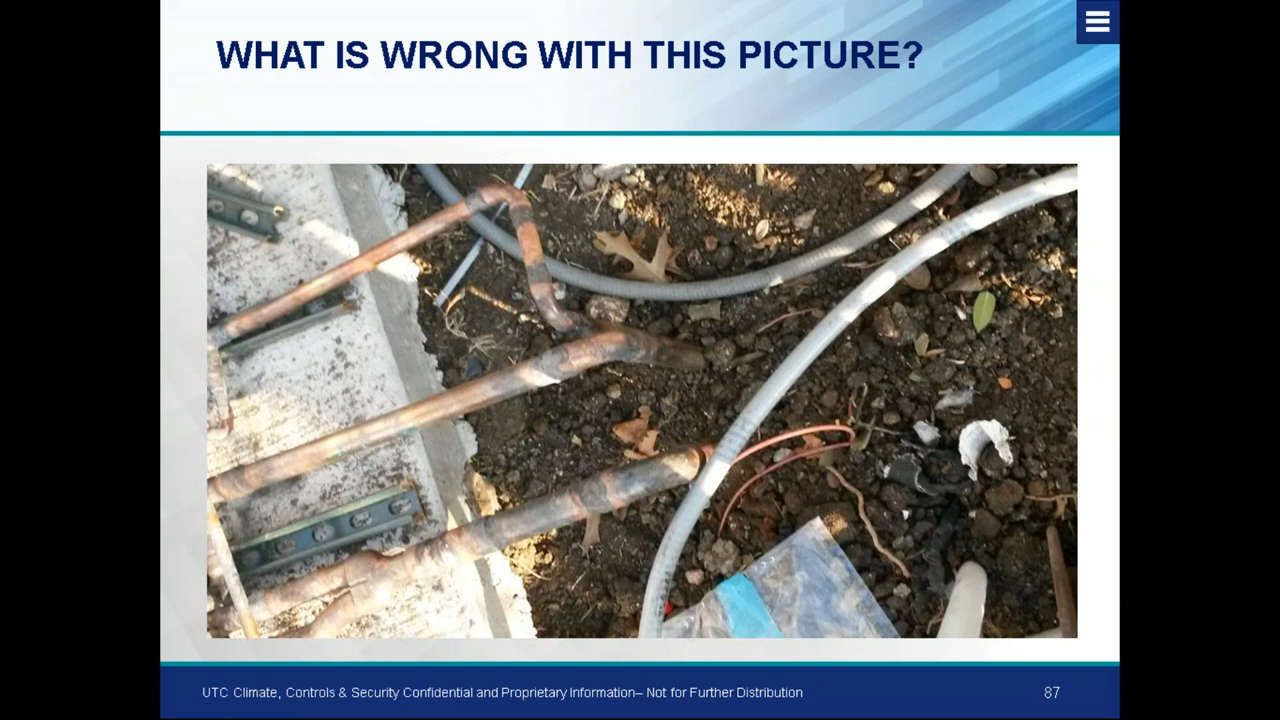 WHAT IS WRONG WITH THIS PICTURE?
UTC Climate, Controls & Security Confidential and Proprietary Information– Not for Further Distribution
87